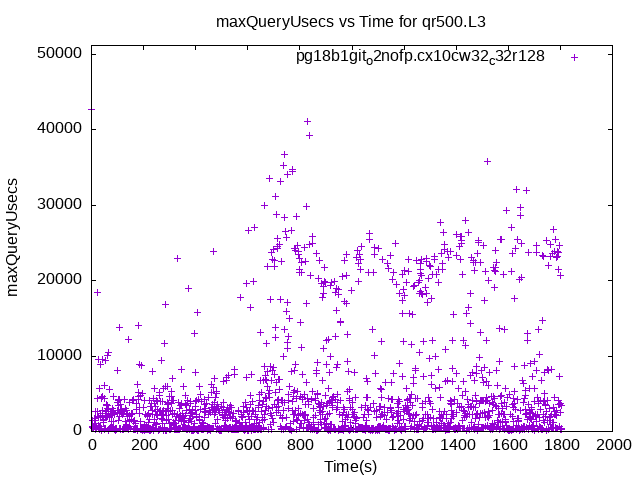 maxQueryUsecs vs Time for qr500.L3
pg18b1git_o2nofp.cx10cw32_c32r128
50000
40000
30000
20000
10000
0
maxQueryUsecs
0 200 400 600 800 1000 1200 1400 1600 1800 2000
Time(s)